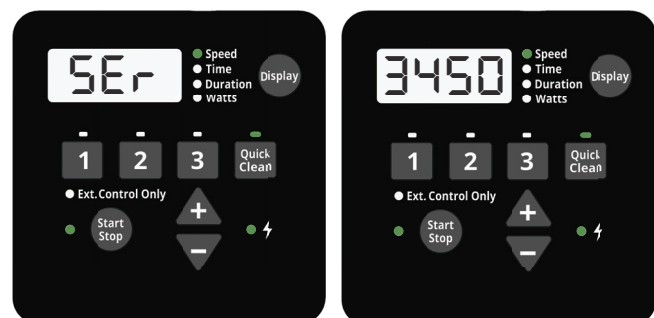 SEr
Speed
Time
Duration
Watts
Display
1 2 3 Quick Clean
Ext. Control Only
Start Stop
+
−
3450
Speed
Time
Duration
Watts
Display
1 2 3 Quick Clean
Ext. Control Only
Start Stop
+
−